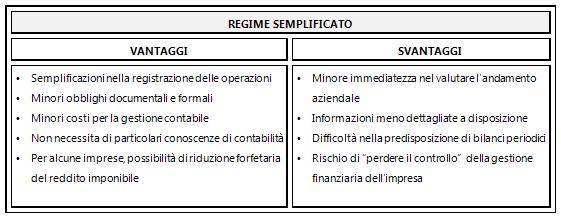 REGIME SEMPLIFICATO
VANTAGGI
• Semplificazioni nella registrazione delle operazioni
• Minori obblighi documentali e formali
• Minori costi per la gestione contabile
• Non necessita di particolari conoscenze di contabilità
• Per alcune imprese, possibilità di riduzione forfetaria
del reddito imponibile
SVANTAGGI
• Minore immediatezza nel valutare l'andamento
aziendale
• Informazioni meno dettagliate a disposizione
• Difficoltà nella predisposizione di bilanci periodici
• Rischio di "perdere il controllo" della gestione
finanziaria dell'impresa